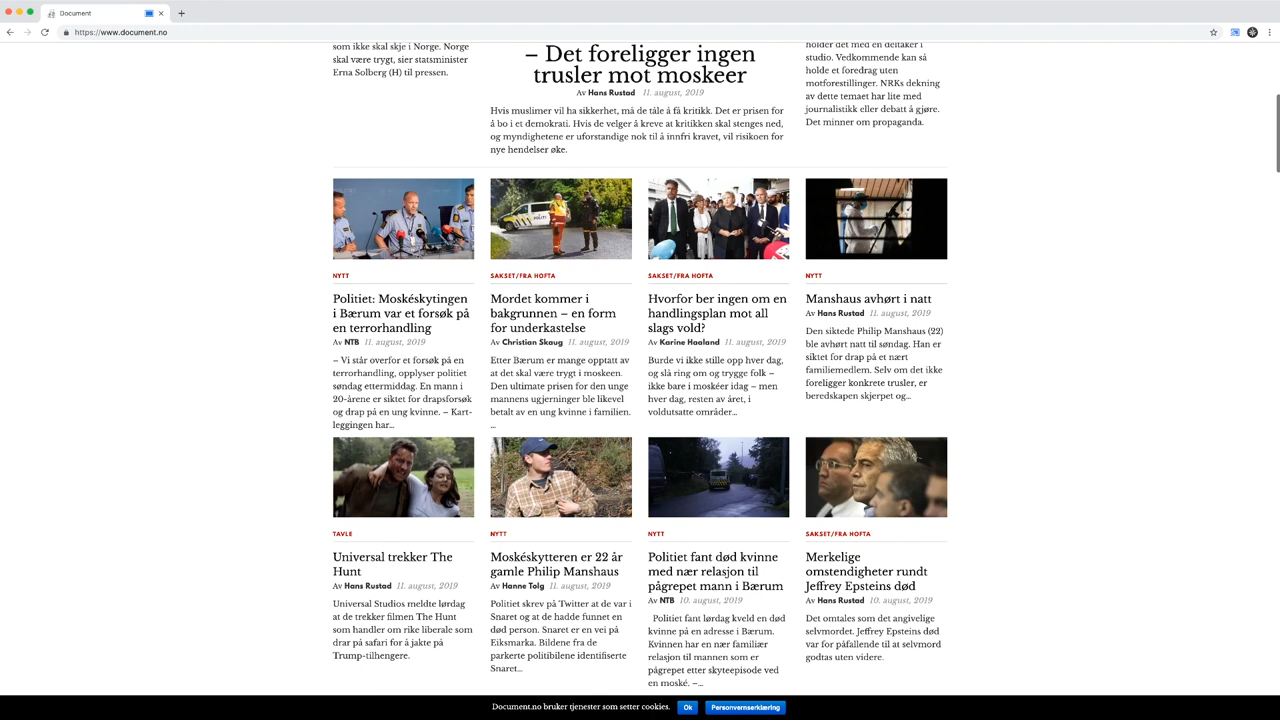 Document
https://www.document.no
som ikke skal skje i Norge. Norge
skal være trygt, sier statsminister
Erna Solberg (H) til pressen.
– Det foreligger ingen
trusler mot moskeer
Av Hans Rustad 11. august, 2019
Hvis muslimer vil ha sikkerhet, må de tåle å få kritikk. Det er prisen for
å bo i et demokrati. Hvis de velger å kreve at kritikken skal stenges ned,
og myndighetene er uforstandige nok til å innfri kravet, vil risikoen for
nye hendelser øke.
holder det med en deltaker i
studio. Vedkommende kan så
holde et foredrag uten
motforestillinger. NRKs dekning
av dette temaet har lite med
journalistikk eller debatt å gjøre.
Det minner om propaganda.
NYTT
Politiet: Moskéskytingen
i Bærum var et forsøk på
en terrorhandling
Av NTB 11. august, 2019
– Vi står overfor et forsøk på en
terrorhandling, opplyser politiet
søndag ettermiddag. En mann i
20-årene er siktet for drapsforsøk
og drap på en ung kvinne. – Kart-
leggingen har...
SAKSET/FRA HOFTA
Mordet kommer i
bakgrunnen – en form
for underkastelse
Av Christian Skaug 11. august, 2019
Etter Bærum er mange opptatt av
at det skal være trygt i moskeen.
Den ultimate prisen for den unge
mannens ugjerninger ble likevel
betalt av en ung kvinne i familien.
...
SAKSET/FRA HOFTA
Hvorfor ber ingen om en
handlingsplan mot all
slags vold?
Av Karine Haaland 11. august, 2019
Burde vi ikke stille opp hver dag,
og slå ring om og trygge folk –
ikke bare i moskéer idag – men
hver dag, resten av året, i
voldutsatte områder...
NYTT
Manshaus avhørt i natt
Av Hans Rustad 11. august, 2019
Den siktede Philip Manshaus (22)
ble avhørt natt til søndag. Han er
siktet for drap på et nært
familiemedlem. Selv om det ikke
foreligger konkrete trusler, er
beredskapen skjerpet og...
TAVLE
Universal trekker The
Hunt
Av Hans Rustad 11. august, 2019
Universal Studios meldte lørdag
at de trekker filmen The Hunt
som handler om rike liberale som
drar på safari for å jakte på
Trump-tilhengere.
NYTT
Moskéskytteren er 22 år
gamle Philip Manshaus
Av Hanne Tolg 11. august, 2019
Politiet skrev på Twitter at de var i
Snaret og at de hadde funnet en
død person. Snaret er en vei på
Eiksmarka. Bildene fra de
parkerte politibilene identifiserte
Snaret...
NYTT
Politiet fant død kvinne
med nær relasjon til
pågrepet mann i Bærum
Av NTB 10. august, 2019
Politiet fant lørdag kveld en død
kvinne på en adresse i Bærum.
Kvinnen har en nær familiær
relasjon til mannen som er
pågrepet etter skyteepisode ved
en moské. –...
SAKSET/FRA HOFTA
Merkelige
omstendigheter rundt
Jeffrey Epsteins død
Av Hans Rustad 10. august, 2019
Det omtales som det angivelige
selvmordet. Jeffrey Epsteins død
var for påfallende til at selvmord
godtas uten videre.
Document.no bruker tjenester som setter cookies.
Ok
Personvernserklæring